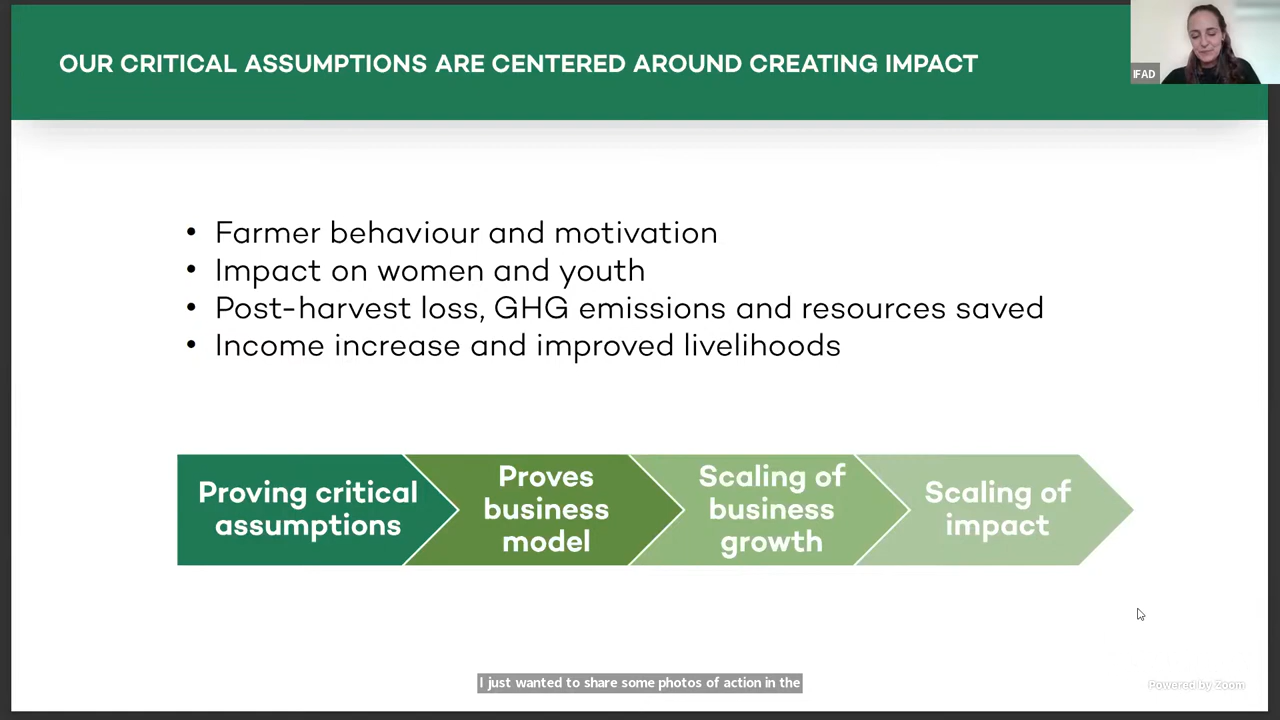 OUR CRITICAL ASSUMPTIONS ARE CENTERED AROUND CREATING IMPACT
IFAD
• Farmer behaviour and motivation
• Impact on women and youth
• Post-harvest loss, GHG emissions and resources saved
• Income increase and improved livelihoods
Proving critical
assumptions
Proves
business
model
Scaling of
business
growth
Scaling of
impact
I just wanted to share some photos of action in the
Powered by Zoom